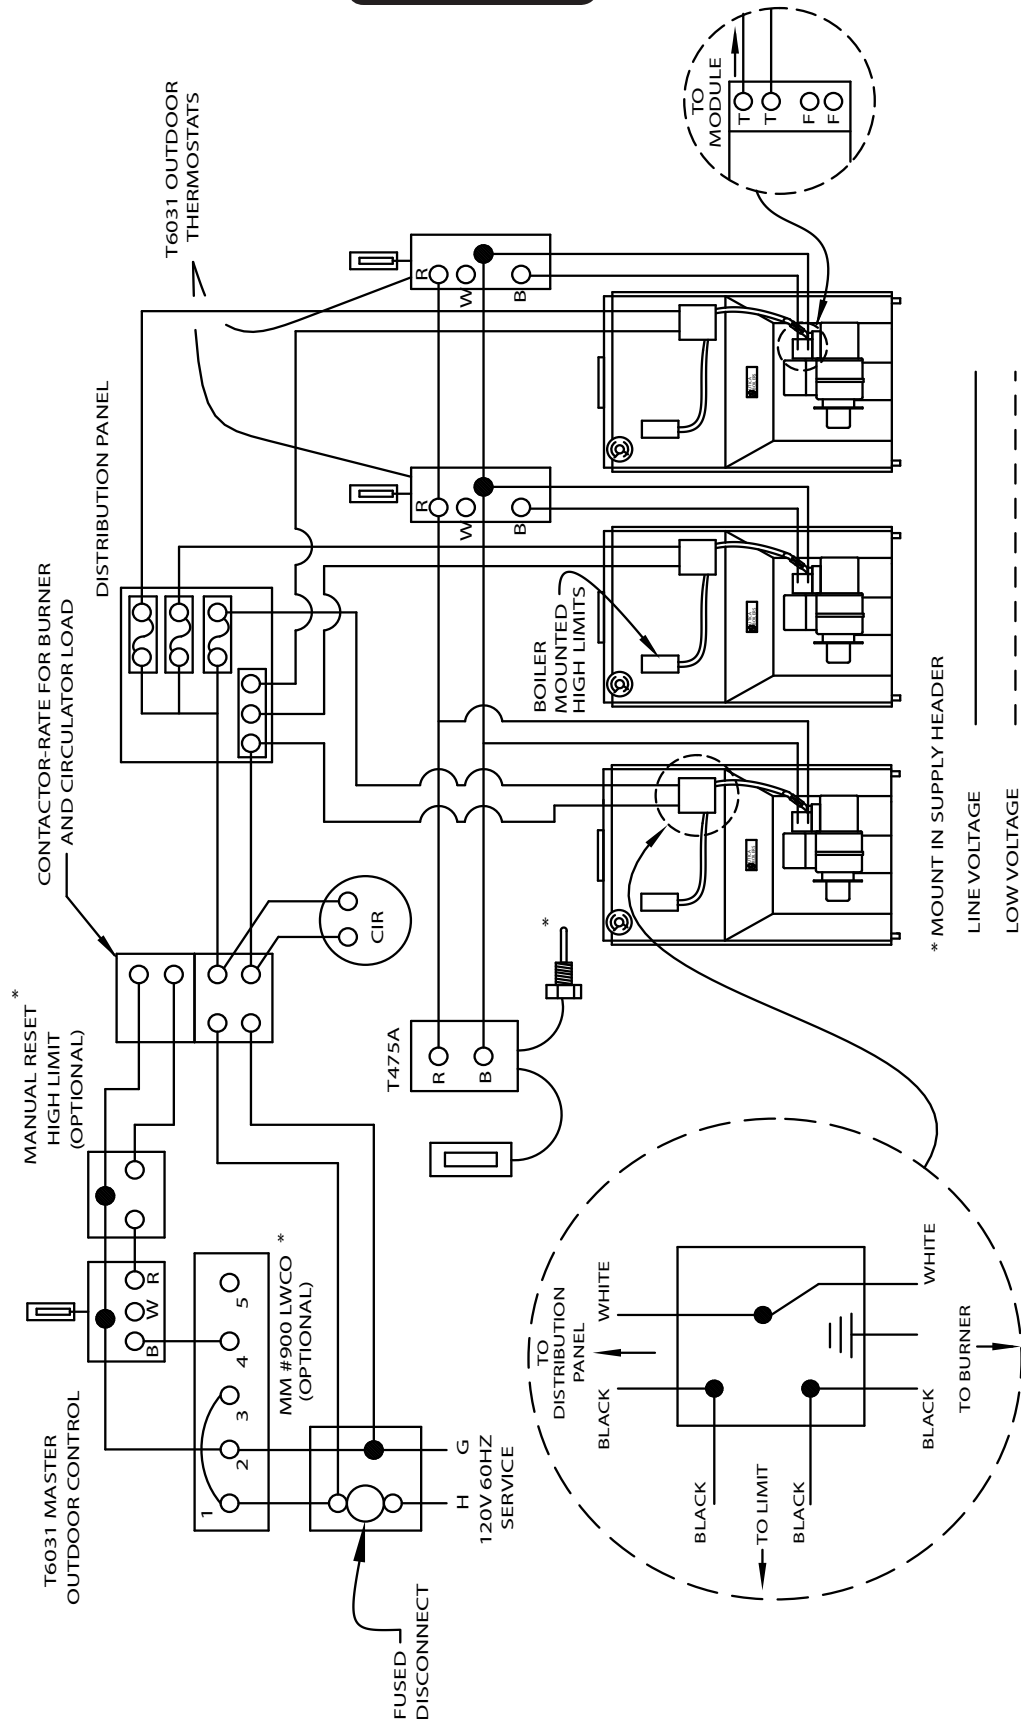 T6031 MASTER
OUTDOOR CONTROL
MANUAL RESET *
HIGH LIMIT
(OPTIONAL)
CONTACTOR-RATE FOR BURNER
AND CIRCULATOR LOAD
DISTRIBUTION PANEL
T6031 OUTDOOR
THERMOSTATS
B W R
1 2 3 4 5
MM #900 LWCO *
(OPTIONAL)
CIR
FUSED
DISCONNECT
H G
120V 60HZ
SERVICE
T475A
R
B
*
R
W
B
R
W
B
BOILER
MOUNTED
HIGH LIMITS
TO
MODULE
T
T
F
F
TO
DISTRIBUTION
PANEL
BLACK
WHITE
BLACK
TO LIMIT
BLACK
BLACK
TO BURNER
WHITE
* MOUNT IN SUPPLY HEADER
LINE VOLTAGE
LOW VOLTAGE